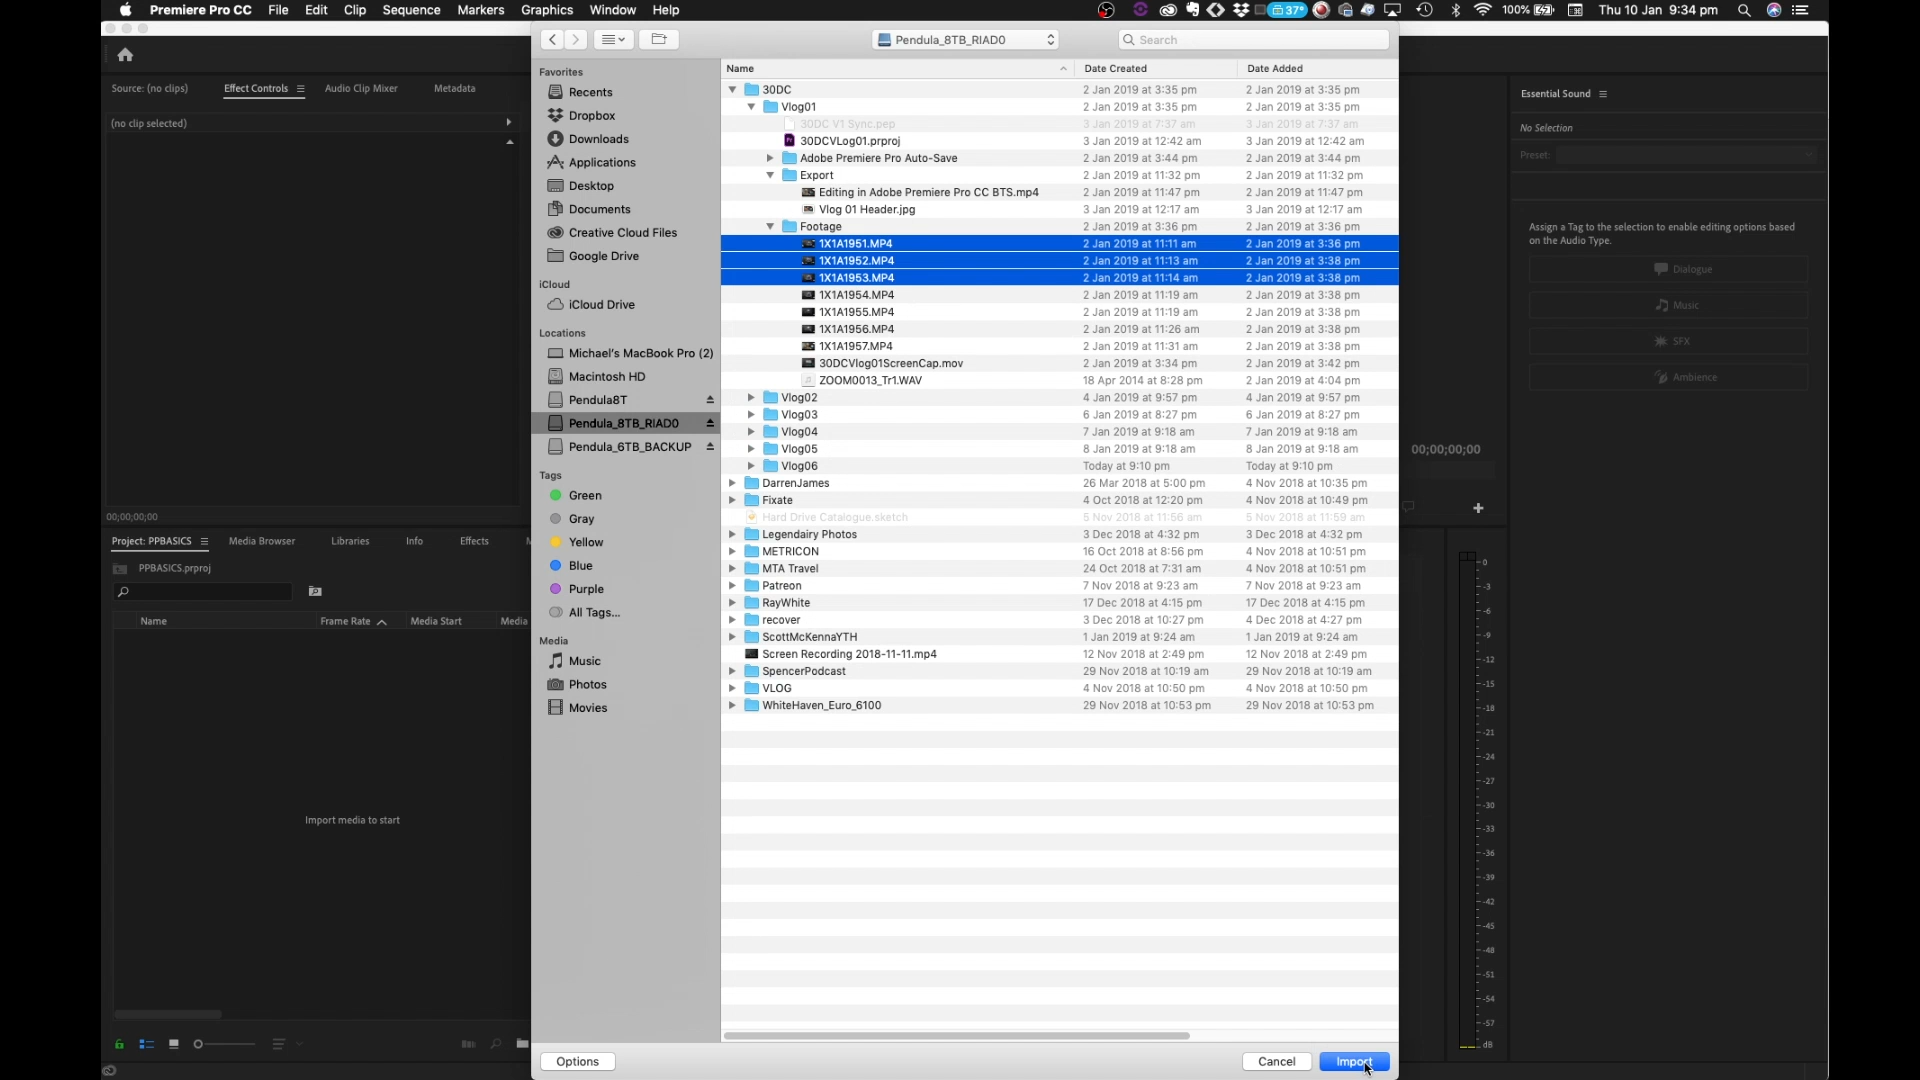 Premiere Pro CC File Edit Clip Sequence Markers Graphics Window Help 37° 100% Thu 10 Jan 9:34 pm
Pendula_8TB_RIAD0 Search
Source: (no clips) Effect Controls Audio Clip Mixer Metadata
(no clip selected)
00;00;00;00
Project: PPBASICS Media Browser Libraries Info Effects
PPBASICS.prproj
Name Frame Rate Media Start Media
Import media to start
Favorites
Recents
Dropbox
Downloads
Applications
Desktop
Documents
Creative Cloud Files
Google Drive
iCloud
iCloud Drive
Locations
Michael's MacBook Pro (2)
Macintosh HD
Pendula8T
Pendula_8TB_RIAD0
Pendula_6TB_BACKUP
Tags
Green
Gray
Yellow
Blue
Purple
All Tags...
Media
Music
Photos
Movies
Name Date Created Date Added
30DC 2 Jan 2019 at 3:35 pm 2 Jan 2019 at 3:35 pm
Vlog01 2 Jan 2019 at 3:35 pm 2 Jan 2019 at 3:35 pm
30DC V1 Sync.pep 3 Jan 2019 at 7:37 am 3 Jan 2019 at 7:37 am
30DCVLog01.prproj 3 Jan 2019 at 12:42 am 3 Jan 2019 at 12:42 am
Adobe Premiere Pro Auto-Save 2 Jan 2019 at 3:44 pm 2 Jan 2019 at 3:44 pm
Export 2 Jan 2019 at 11:32 pm 2 Jan 2019 at 11:32 pm
Editing in Adobe Premiere Pro CC BTS.mp4 2 Jan 2019 at 11:47 pm 2 Jan 2019 at 11:47 pm
Vlog 01 Header.jpg 3 Jan 2019 at 12:17 am 3 Jan 2019 at 12:17 am
Footage 2 Jan 2019 at 3:36 pm 2 Jan 2019 at 3:36 pm
1X1A1951.MP4 2 Jan 2019 at 11:11 am 2 Jan 2019 at 3:36 pm
1X1A1952.MP4 2 Jan 2019 at 11:13 am 2 Jan 2019 at 3:38 pm
1X1A1953.MP4 2 Jan 2019 at 11:14 am 2 Jan 2019 at 3:38 pm
1X1A1954.MP4 2 Jan 2019 at 11:19 am 2 Jan 2019 at 3:38 pm
1X1A1955.MP4 2 Jan 2019 at 11:19 am 2 Jan 2019 at 3:38 pm
1X1A1956.MP4 2 Jan 2019 at 11:26 am 2 Jan 2019 at 3:38 pm
1X1A1957.MP4 2 Jan 2019 at 11:31 am 2 Jan 2019 at 3:38 pm
30DCVlog01ScreenCap.mov 2 Jan 2019 at 3:34 pm 2 Jan 2019 at 3:42 pm
ZOOM0013_Tr1.WAV 18 Apr 2014 at 8:28 pm 2 Jan 2019 at 4:04 pm
Vlog02 4 Jan 2019 at 9:57 pm 4 Jan 2019 at 9:57 pm
Vlog03 6 Jan 2019 at 8:27 pm 6 Jan 2019 at 8:27 pm
Vlog04 7 Jan 2019 at 9:18 am 7 Jan 2019 at 9:18 am
Vlog05 8 Jan 2019 at 9:18 am 8 Jan 2019 at 9:18 am
Vlog06 Today at 9:10 pm Today at 9:10 pm
DarrenJames 26 Mar 2018 at 5:00 pm 4 Nov 2018 at 10:35 pm
Fixate 4 Oct 2018 at 12:20 pm 4 Nov 2018 at 10:49 pm
Hard Drive Catalogue.sketch 5 Nov 2018 at 11:56 am 5 Nov 2018 at 11:59 am
Legendairy Photos 3 Dec 2018 at 4:32 pm 3 Dec 2018 at 4:32 pm
METRICON 16 Oct 2018 at 8:56 pm 4 Nov 2018 at 10:51 pm
MTA Travel 24 Oct 2018 at 7:31 am 4 Nov 2018 at 10:51 pm
Patreon 7 Nov 2018 at 9:23 am 7 Nov 2018 at 9:23 am
RayWhite 17 Dec 2018 at 4:15 pm 17 Dec 2018 at 4:15 pm
recover 3 Dec 2018 at 10:27 pm 4 Dec 2018 at 4:27 pm
ScottMcKennaYTH 1 Jan 2019 at 9:24 am 1 Jan 2019 at 9:24 am
Screen Recording 2018-11-11.mp4 12 Nov 2018 at 2:49 pm 12 Nov 2018 at 2:49 pm
SpencerPodcast 29 Nov 2018 at 10:19 am 29 Nov 2018 at 10:19 am
VLOG 4 Nov 2018 at 10:50 pm 4 Nov 2018 at 10:50 pm
WhiteHaven_Euro_6100 29 Nov 2018 at 10:53 pm 29 Nov 2018 at 10:53 pm
Options Cancel Import
00;00;00;00
Essential Sound
No Selection
Preset:
Assign a Tag to the selection to enable editing options based
on the Audio Type.
Dialogue
Music
SFX
Ambience
0
-3
-6
-9
-12
-15
-18
-21
-24
-27
-30
-33
-36
-39
-42
-45
-48
-51
-54
-57
dB